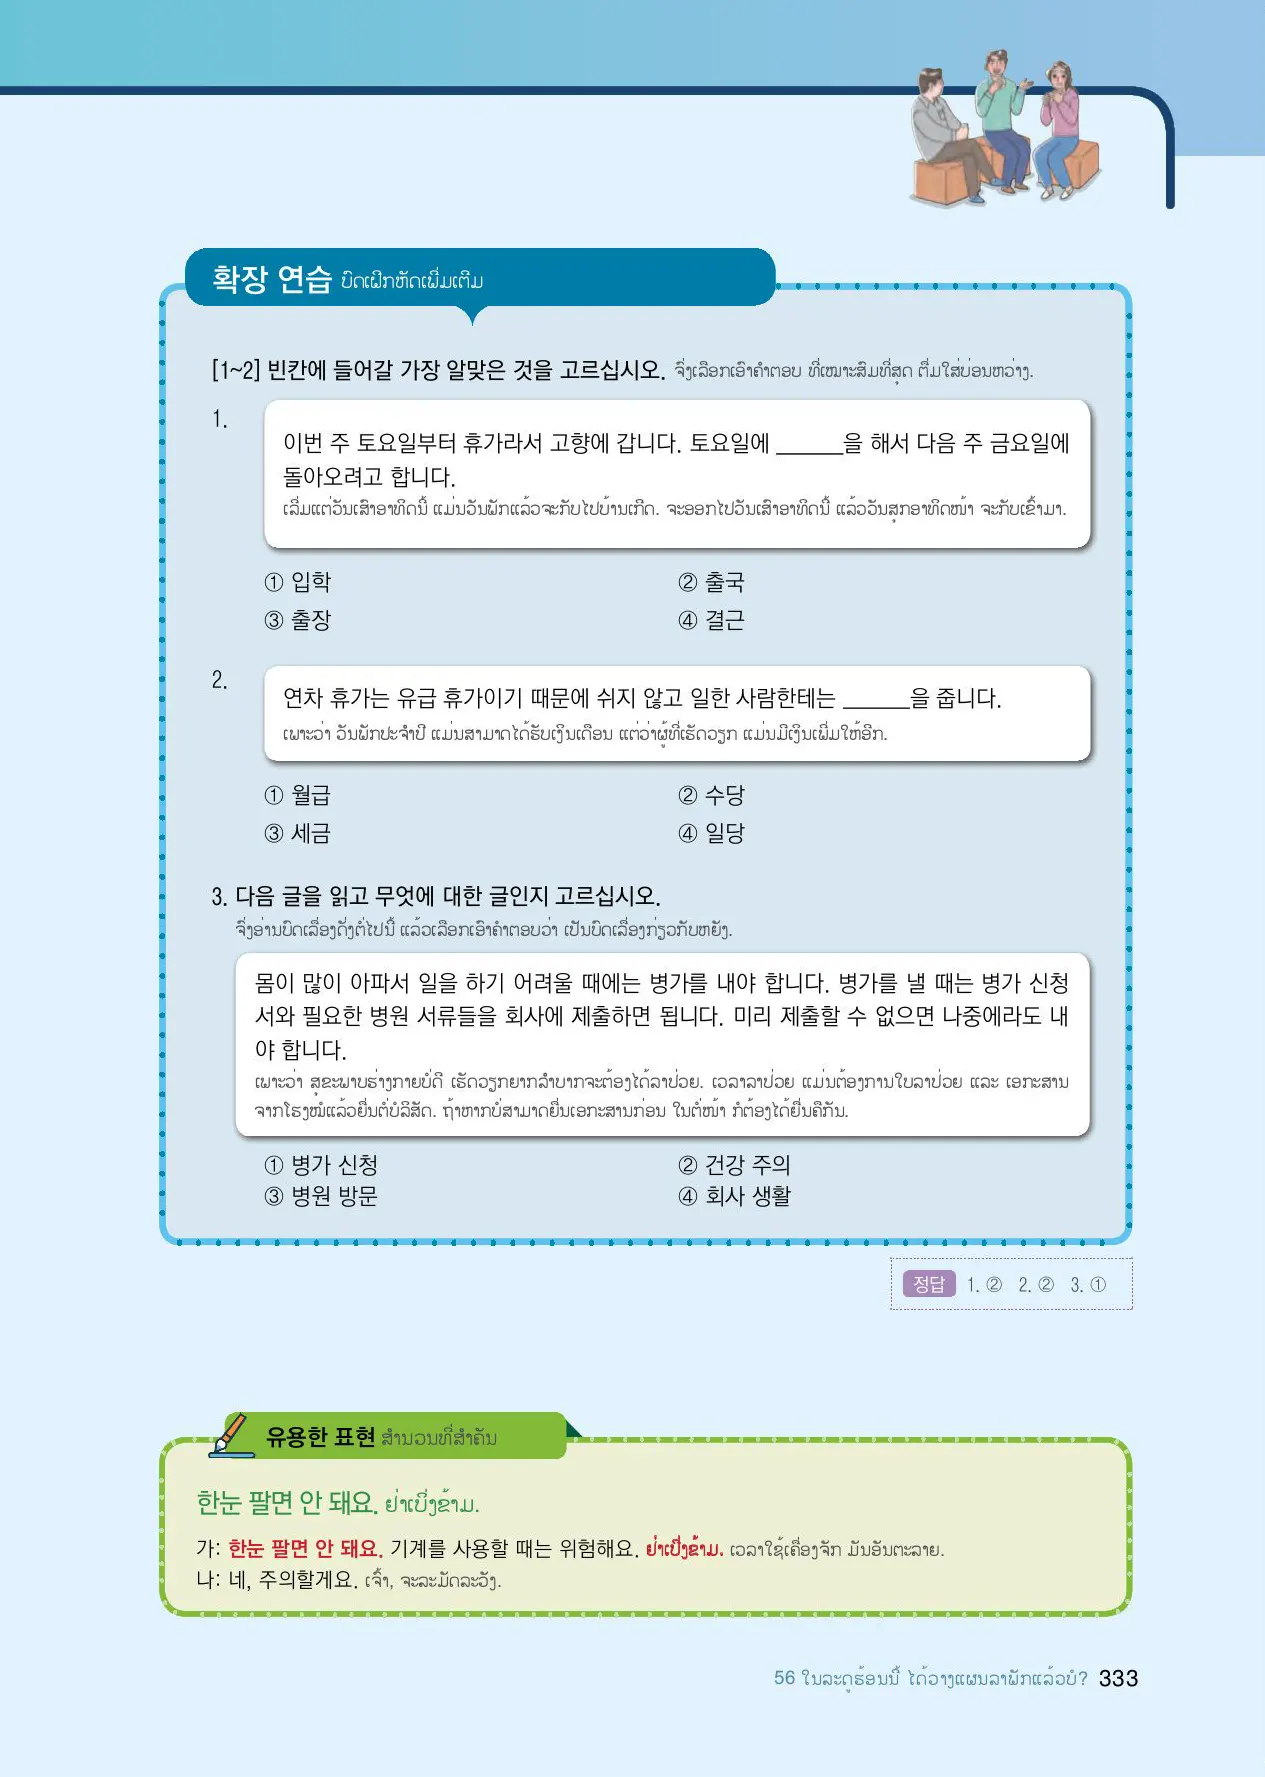 확장 연습 ບົດເຝິກຫັດເພີ່ມເຕີມ
[1~2] 빈칸에 들어갈 가장 알맞은 것을 고르십시오. ຈົ່ງເລືອກເອົາຄຳຕອບ ທີ່ເໝາະສົມທີ່ສຸດ ຕື່ມໃສ່ບ່ອນຫວ່າງ.
1.
이번 주 토요일부터 휴가라서 고향에 갑니다. 토요일에 ______을 해서 다음 주 금요일에
돌아오려고 합니다.
ເລີ່ມແຕ່ວັນເສົາອາທິດນີ້ ແມ່ນວັນພັກແລ້ວຈະກັບໄປບ້ານເກີດ. ຈະອອກໄປວັນເສົາອາທິດນີ້ ແລ້ວວັນສຸກອາທິດໜ້າ ຈະກັບເຂົ້າມາ.
① 입학 ② 출국
③ 출장 ④ 결근
2.
연차 휴가는 유급 휴가이기 때문에 쉬지 않고 일한 사람한테는 ______을 줍니다.
ເພາະວ່າ ວັນພັກປະຈຳປີ ແມ່ນສາມາດໄດ້ຮັບເງິນເດືອນ ແຕ່ວ່າຜູ້ທີ່ເຮັດວຽກ ແມ່ນມີເງິນເພີ່ມໃຫ້ອີກ.
① 월급 ② 수당
③ 세금 ④ 일당
3. 다음 글을 읽고 무엇에 대한 글인지 고르십시오.
ຈົ່ງອ່ານບົດເລື່ອງດັ່ງຕໍ່ໄປນີ້ ແລ້ວເລືອກເອົາຄຳຕອບວ່າ ເປັນບົດເລື່ອງກ່ຽວກັບຫຍັງ.
몸이 많이 아파서 일을 하기 어려울 때에는 병가를 내야 합니다. 병가를 낼 때는 병가 신청
서와 필요한 병원 서류들을 회사에 제출하면 됩니다. 미리 제출할 수 없으면 나중에라도 내
야 합니다.
ເພາະວ່າ ສຸຂະພາບຮ່າງກາຍບໍ່ດີ ເຮັດວຽກຍາກລຳບາກຈະຕ້ອງໄດ້ລາປ່ວຍ. ເວລາລາປ່ວຍ ແມ່ນຕ້ອງການໃບລາປ່ວຍ ແລະ ເອກະສານ
ຈາກໂຮງໝໍແລ້ວຍື່ນຕໍ່ບໍລິສັດ. ຖ້າຫາກບໍ່ສາມາດຍື່ນເອກະສານກ່ອນ ໃນຕໍ່ໜ້າ ກໍຕ້ອງໄດ້ຍື່ນຄືກັນ.
① 병가 신청 ② 건강 주의
③ 병원 방문 ④ 회사 생활
정답 1. ② 2. ② 3. ①
유용한 표현 ສຳນວນທີ່ສຳຄັນ
한눈 팔면 안 돼요. ຢ່າເບິ່ງຂ້າມ.
가: 한눈 팔면 안 돼요. 기계를 사용할 때는 위험해요. ຢ່າເບິ່ງຂ້າມ. ເວລາໃຊ້ເຄື່ອງຈັກ ມັນອັນຕະລາຍ.
나: 네, 주의할게요. ເຈົ້າ, ຈະລະມັດລະວັງ.
56 ໃນລະດູຮ້ອນນີ້ ໄດ້ວາງແຜນລາພັກແລ້ວບໍ? 333